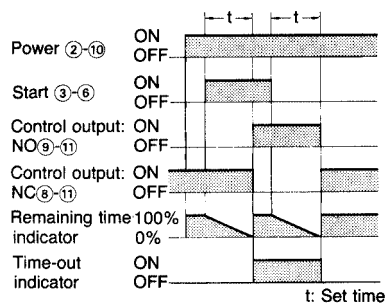 t t
Power ②-⑩ ON
OFF
Start ③-⑥ ON
OFF
Control output: ON
NO⑨-⑪ OFF
Control output: ON
NC⑧-⑪ OFF
Remaining time 100%
indicator 0%
Time-out ON
indicator OFF
t: Set time